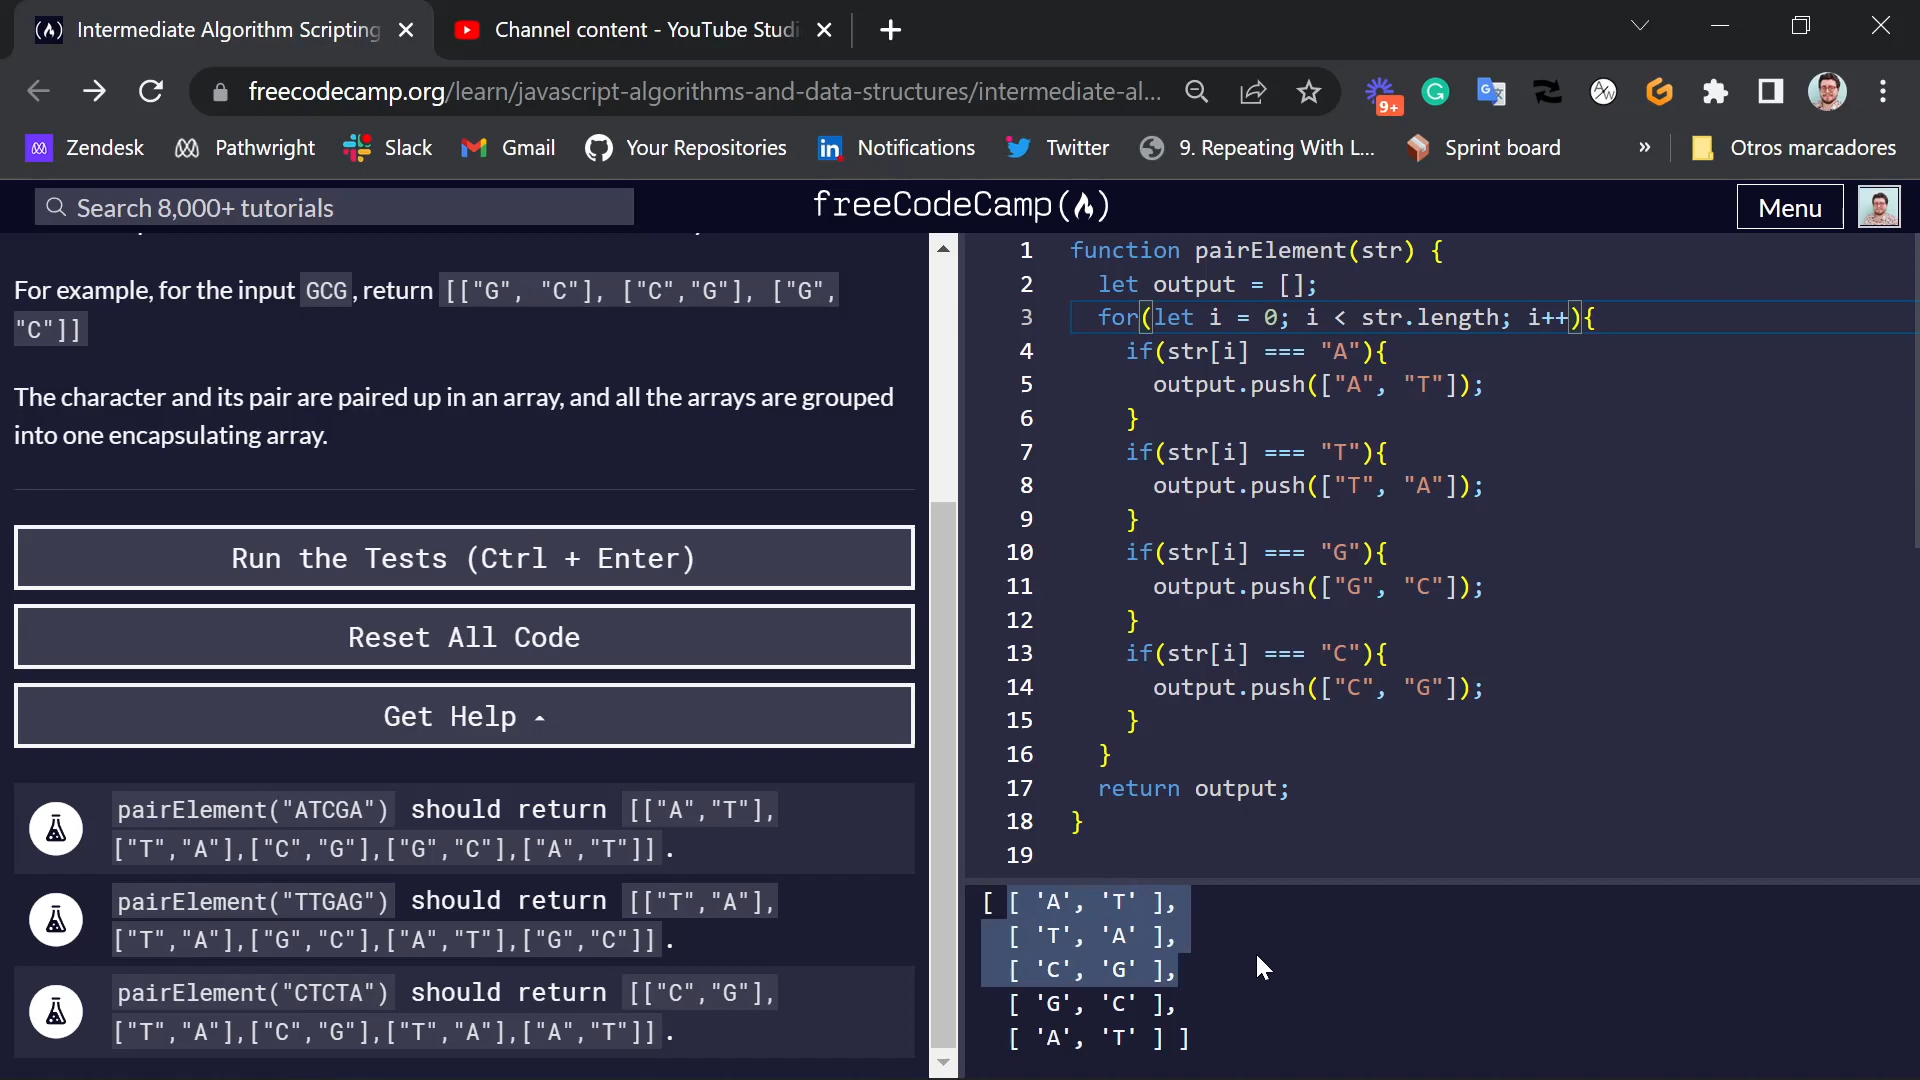 Intermediate Algorithm Scripting
Channel content - YouTube Studi
freecodecamp.org/learn/javascript-algorithms-and-data-structures/intermediate-al...
9+
Zendesk
Pathwright
Slack
Gmail
Your Repositories
Notifications
Twitter
9. Repeating With L...
Sprint board
»
Otros marcadores
Search 8,000+ tutorials
freeCodeCamp
Menu
For example, for the input GCG, return [["G", "C"], ["C","G"], ["G",
"C"]]
The character and its pair are paired up in an array, and all the arrays are grouped
into one encapsulating array.
Run the Tests (Ctrl + Enter)
Reset All Code
Get Help
pairElement("ATCGA") should return [["A","T"],
["T","A"],["C","G"],["G","C"],["A","T"]].
pairElement("TTGAG") should return [["T","A"],
["T","A"],["G","C"],["A","T"],["G","C"]].
pairElement("CTCTA") should return [["C","G"],
["T","A"],["C","G"],["T","A"],["A","T"]].
1 function pairElement(str) {
2 let output = [];
3 for(let i = 0; i < str.length; i++){
4 if(str[i] === "A"){
5 output.push(["A", "T"]);
6 }
7 if(str[i] === "T"){
8 output.push(["T", "A"]);
9 }
10 if(str[i] === "G"){
11 output.push(["G", "C"]);
12 }
13 if(str[i] === "C"){
14 output.push(["C", "G"]);
15 }
16 }
17 return output;
18 }
19
[ [ 'A', 'T' ],
[ 'T', 'A' ],
[ 'C', 'G' ],
[ 'G', 'C' ],
[ 'A', 'T' ] ]